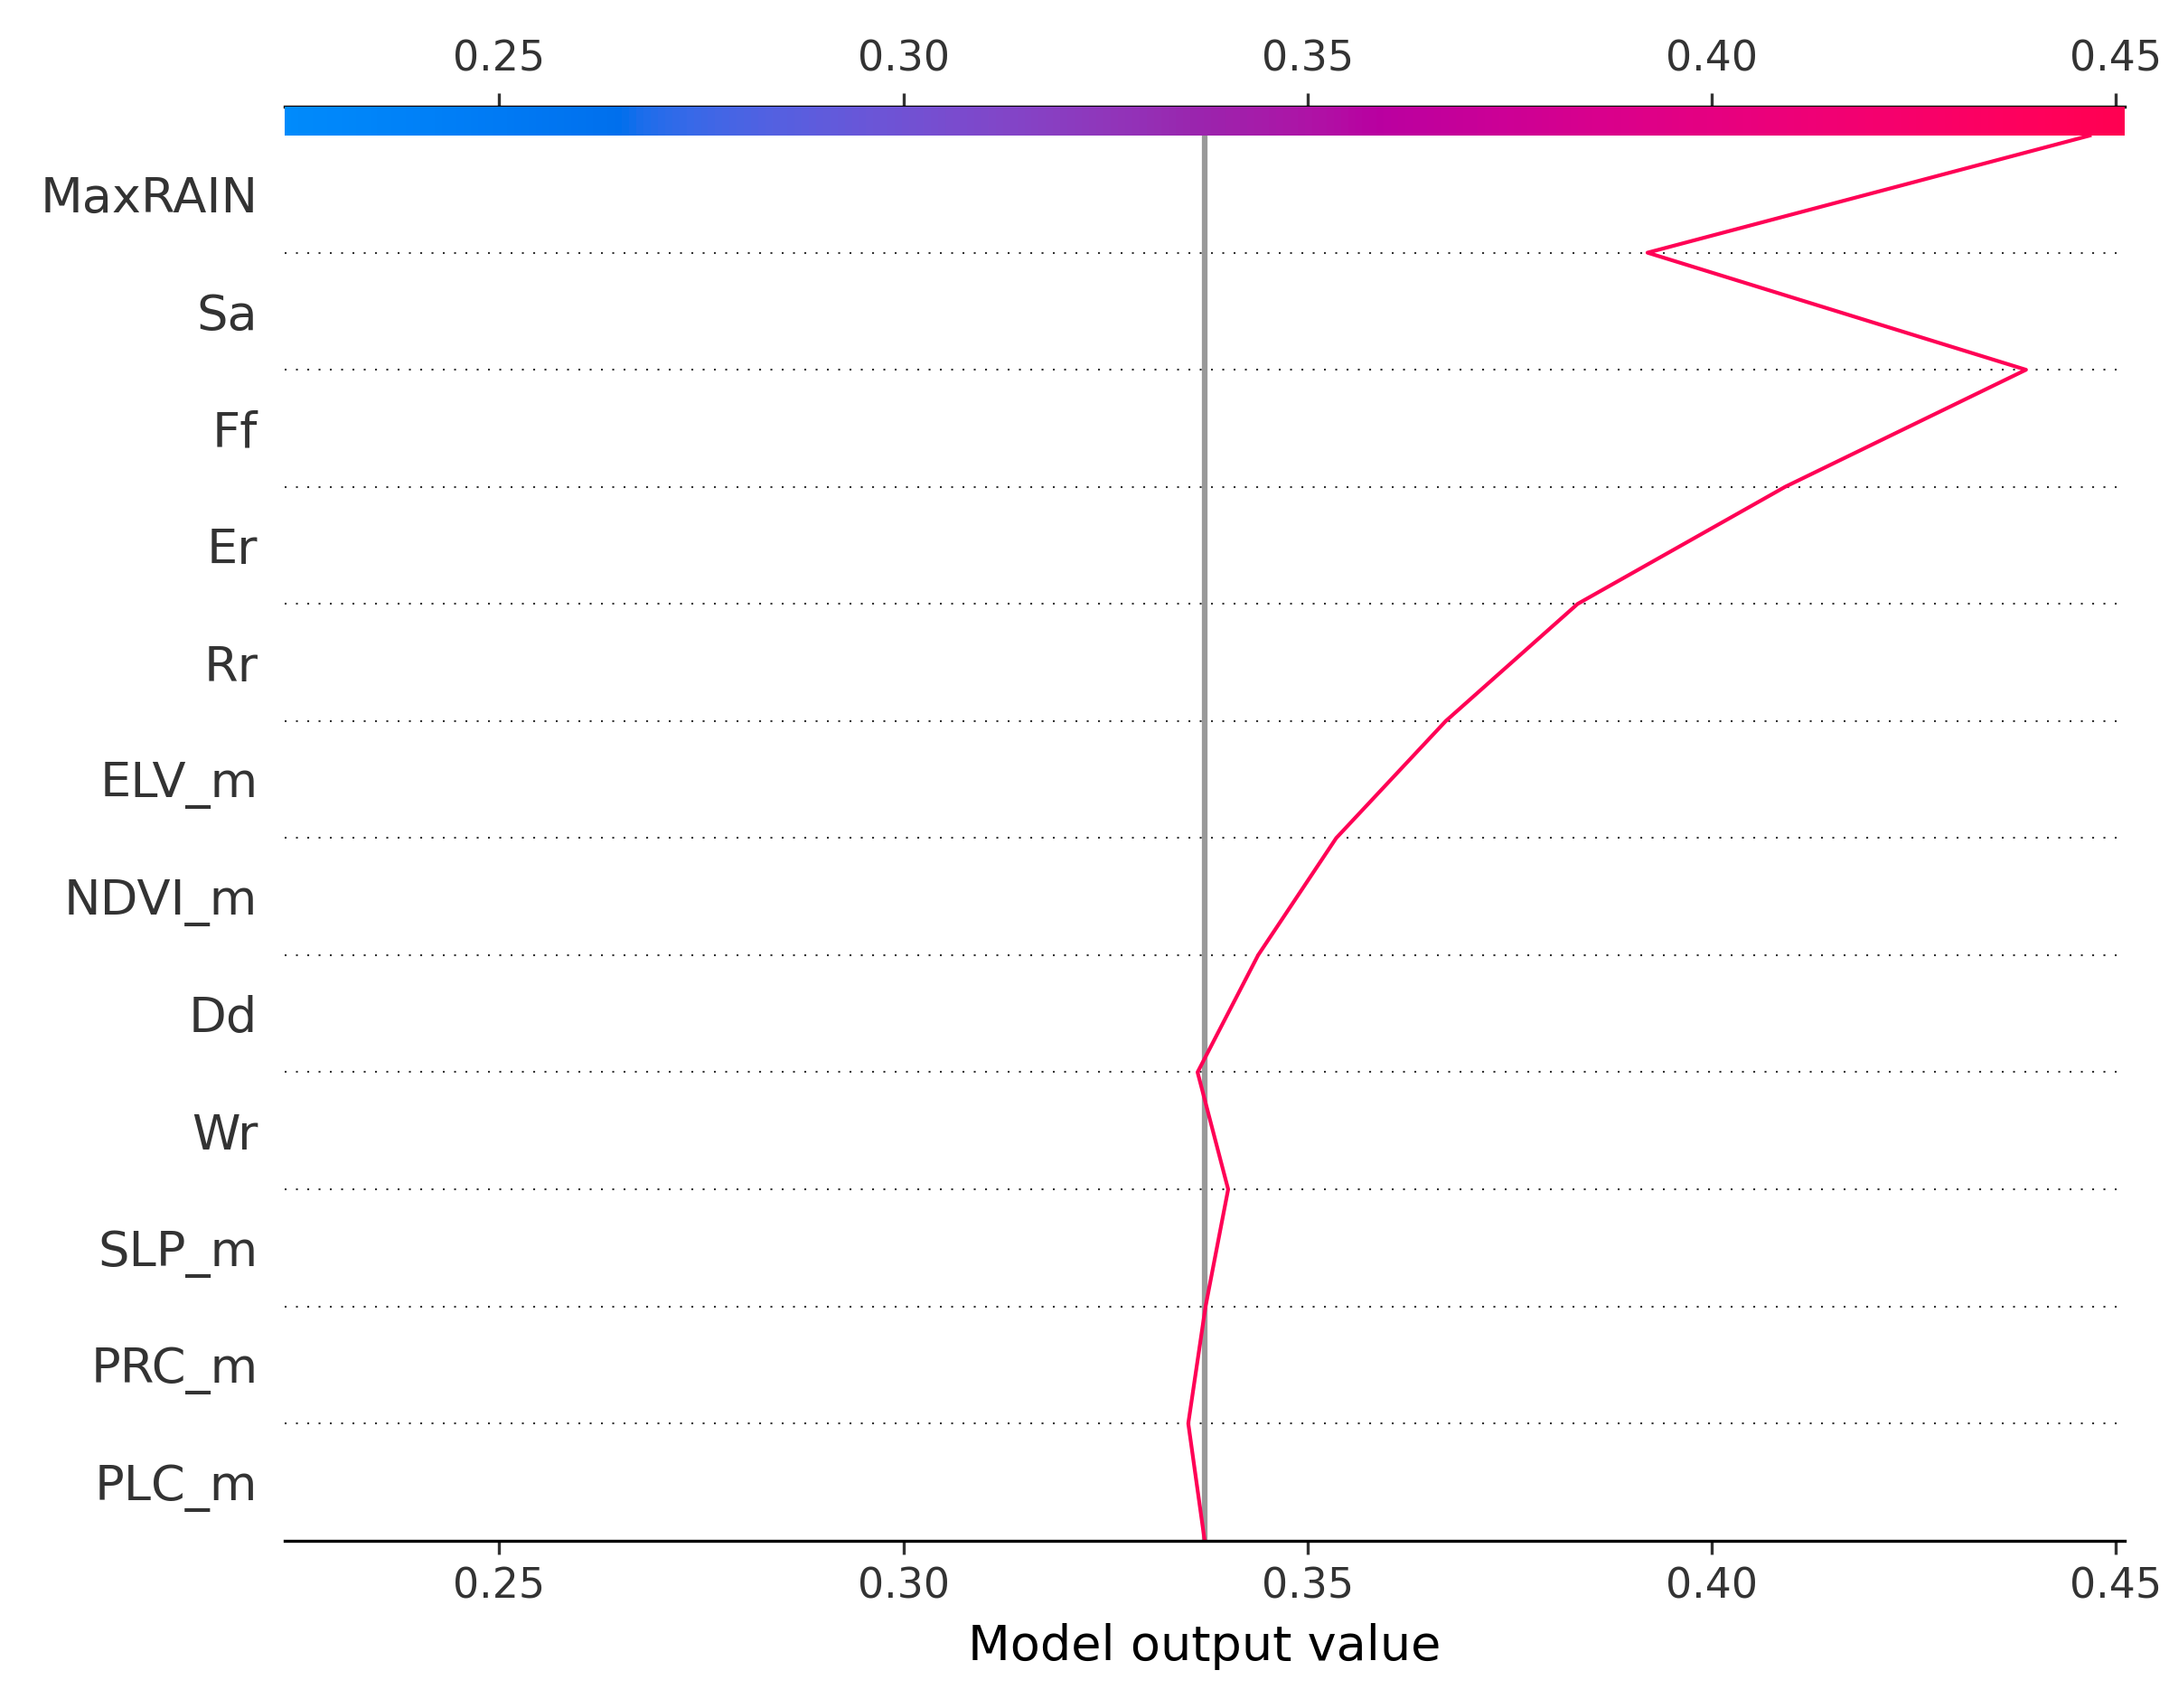 0.25 0.30 0.35 0.40 0.45
MaxRAIN
Sa
Ff
Er
Rr
ELV_m
NDVI_m
Dd
Wr
SLP_m
PRC_m
PLC_m
0.25 0.30 0.35 0.40 0.45
Model output value